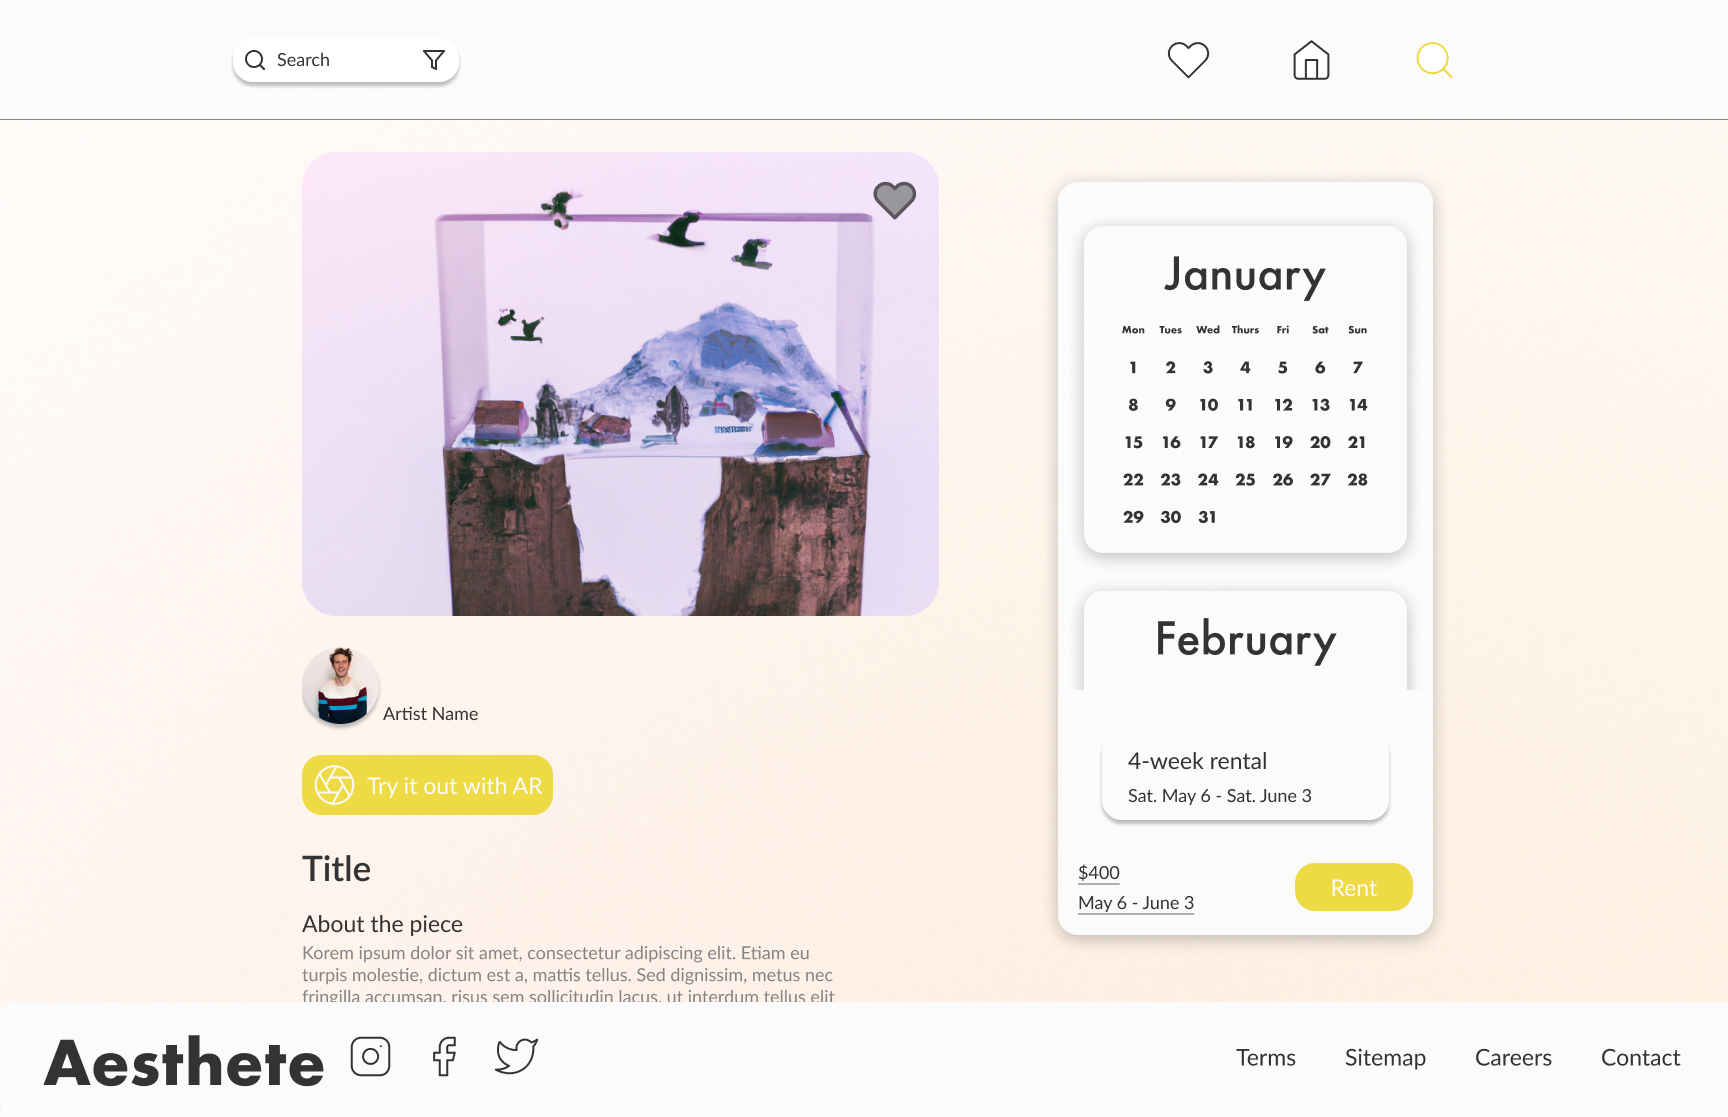 Search
January
Mon Tues Wed Thurs Fri Sat Sun
1 2 3 4 5 6 7
8 9 10 11 12 13 14
15 16 17 18 19 20 21
22 23 24 25 26 27 28
29 30 31
February
Artist Name
Try it out with AR
4-week rental
Sat. May 6 - Sat. June 3
Title
$400
May 6 - June 3
Rent
About the piece
Korem ipsum dolor sit amet, consectetur adipiscing elit. Etiam eu
turpis molestie, dictum est a, mattis tellus. Sed dignissim, metus nec
fringilla accumsan, risus sem sollicitudin lacus, ut interdum tellus elit
Aesthete
Terms Sitemap Careers Contact